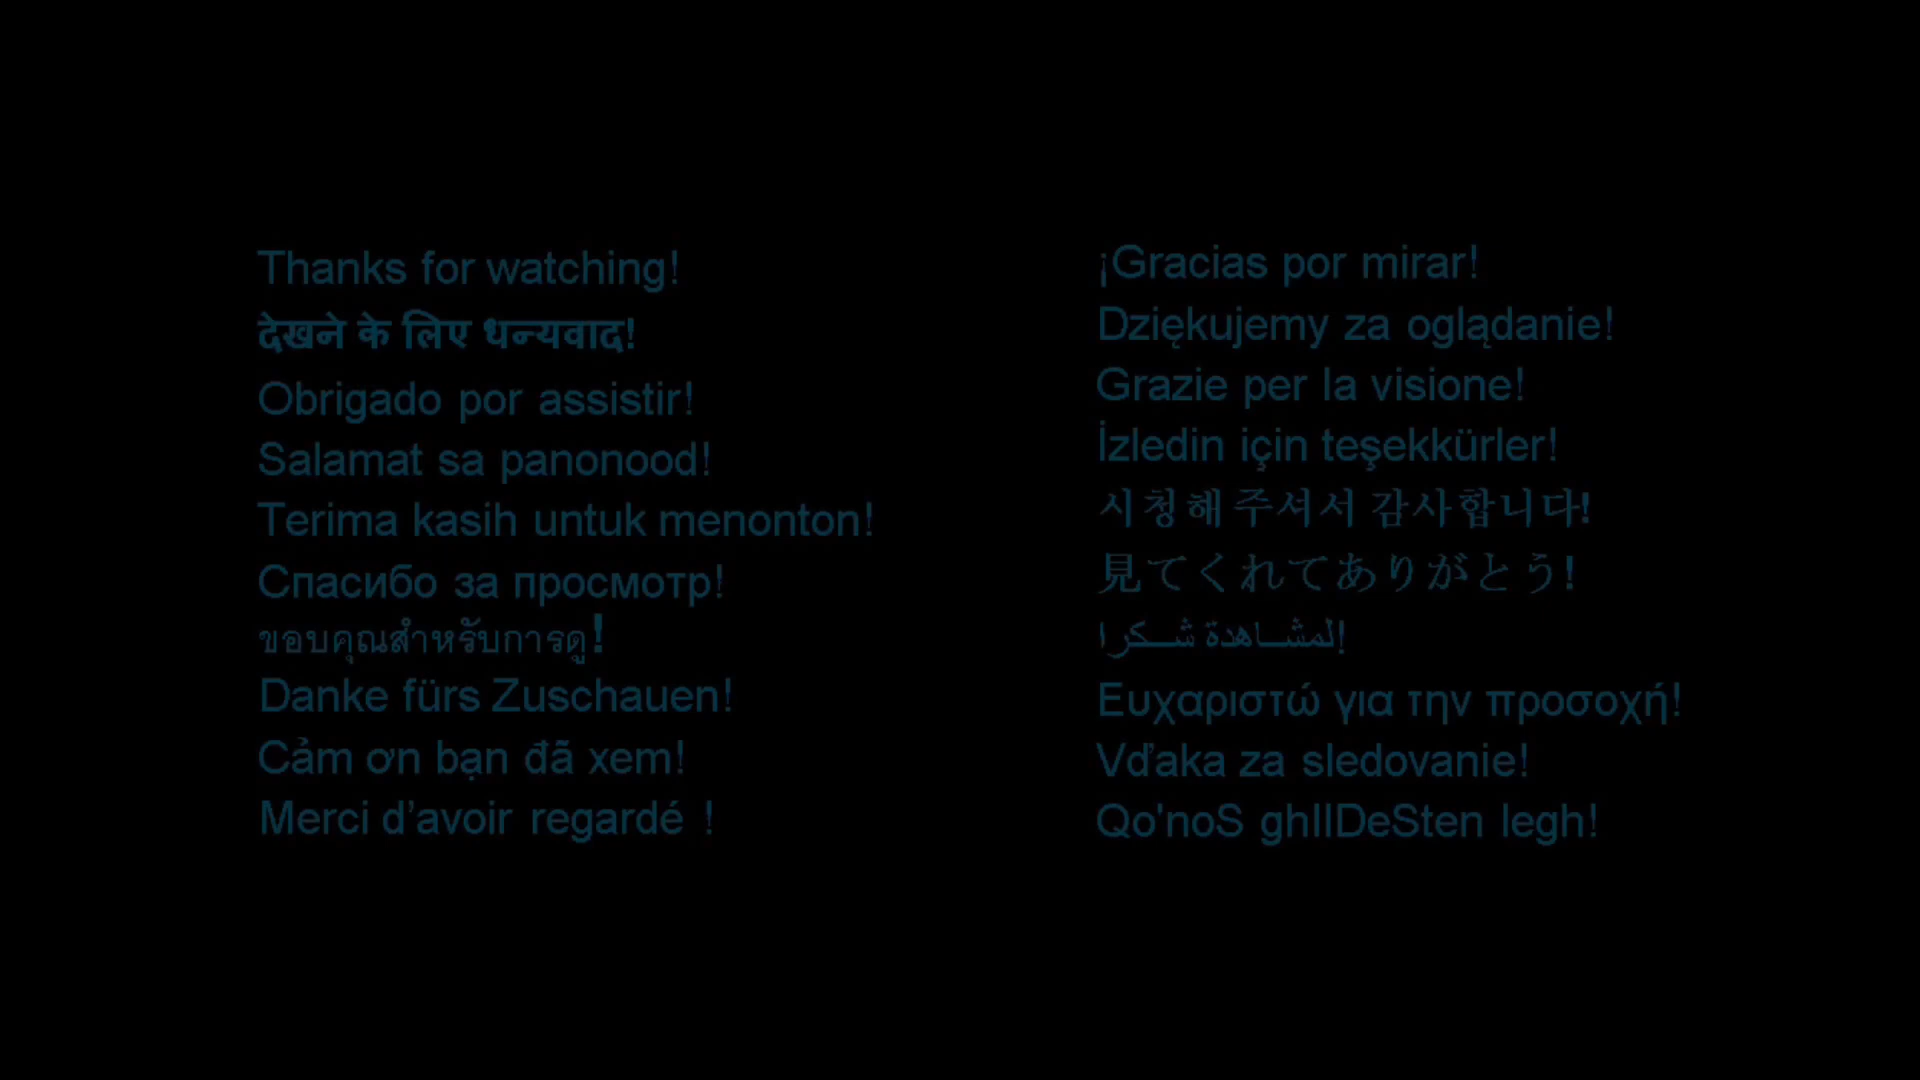 Thanks for watching!
देखने के लिए धन्यवाद!
Obrigado por assistir!
Salamat sa panonood!
Terima kasih untuk menonton!
Спасибо за просмотр!
ขอบคุณสำหรับการดู!
Danke fürs Zuschauen!
Cảm ơn bạn đã xem!
Merci d’avoir regardé !
¡Gracias por mirar!
Dziękujemy za oglądanie!
Grazie per la visione!
İzledin için teşekkürler!
시청해 주셔서 감사합니다!
見てくれてありがとう!
لمشـــاهدة شـــكرا!
Ευχαριστώ για την προσοχή!
Vďaka za sledovanie!
Qo'noS ghIlDeSten legh!